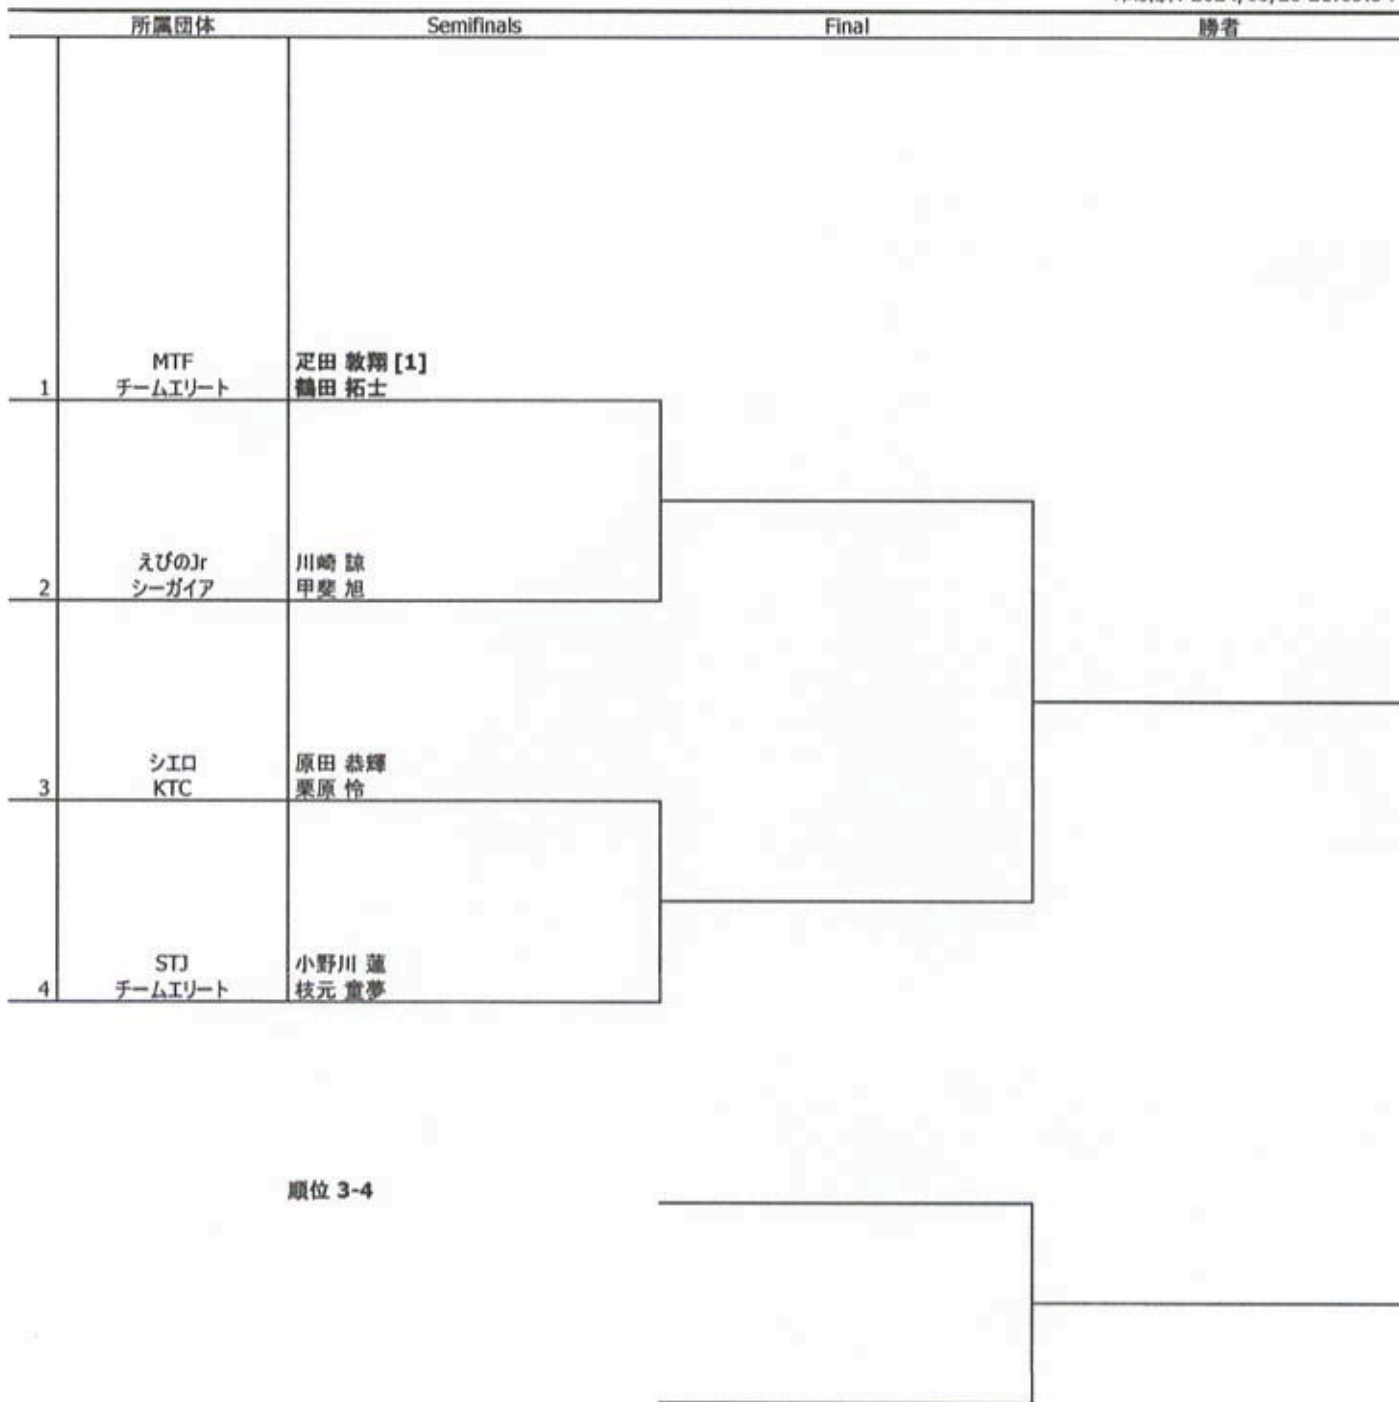 所属団体 Semifinals Final 勝者
MTF 疋田 敦翔 [1]
1 チームエリート 鶴田 拓士
えびのJr 川崎 諒
2 シーガイア 甲斐 旭
シエロ 原田 恭輝
3 KTC 栗原 怜
STJ 小野川 蓮
4 チームエリート 枝元 童夢
順位 3-4